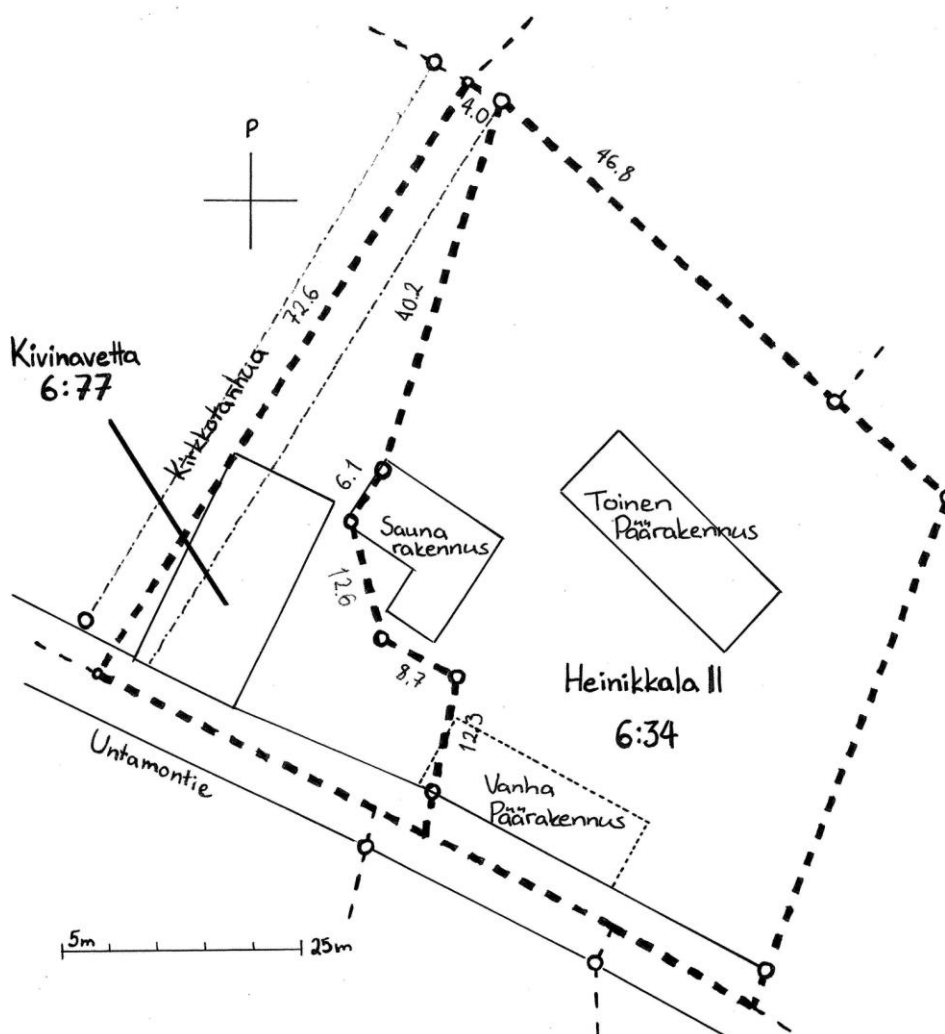 P
4.0
46.8
40.2
72.6
Kivinavetta
6:77
Kirkkotanhua
6.1
Sauna
rakennus
Toinen
Päärakennus
12.6
8.7
Heinikkala II
6:34
12.3
Vanha
Päärakennus
Untamontie
5m
25m